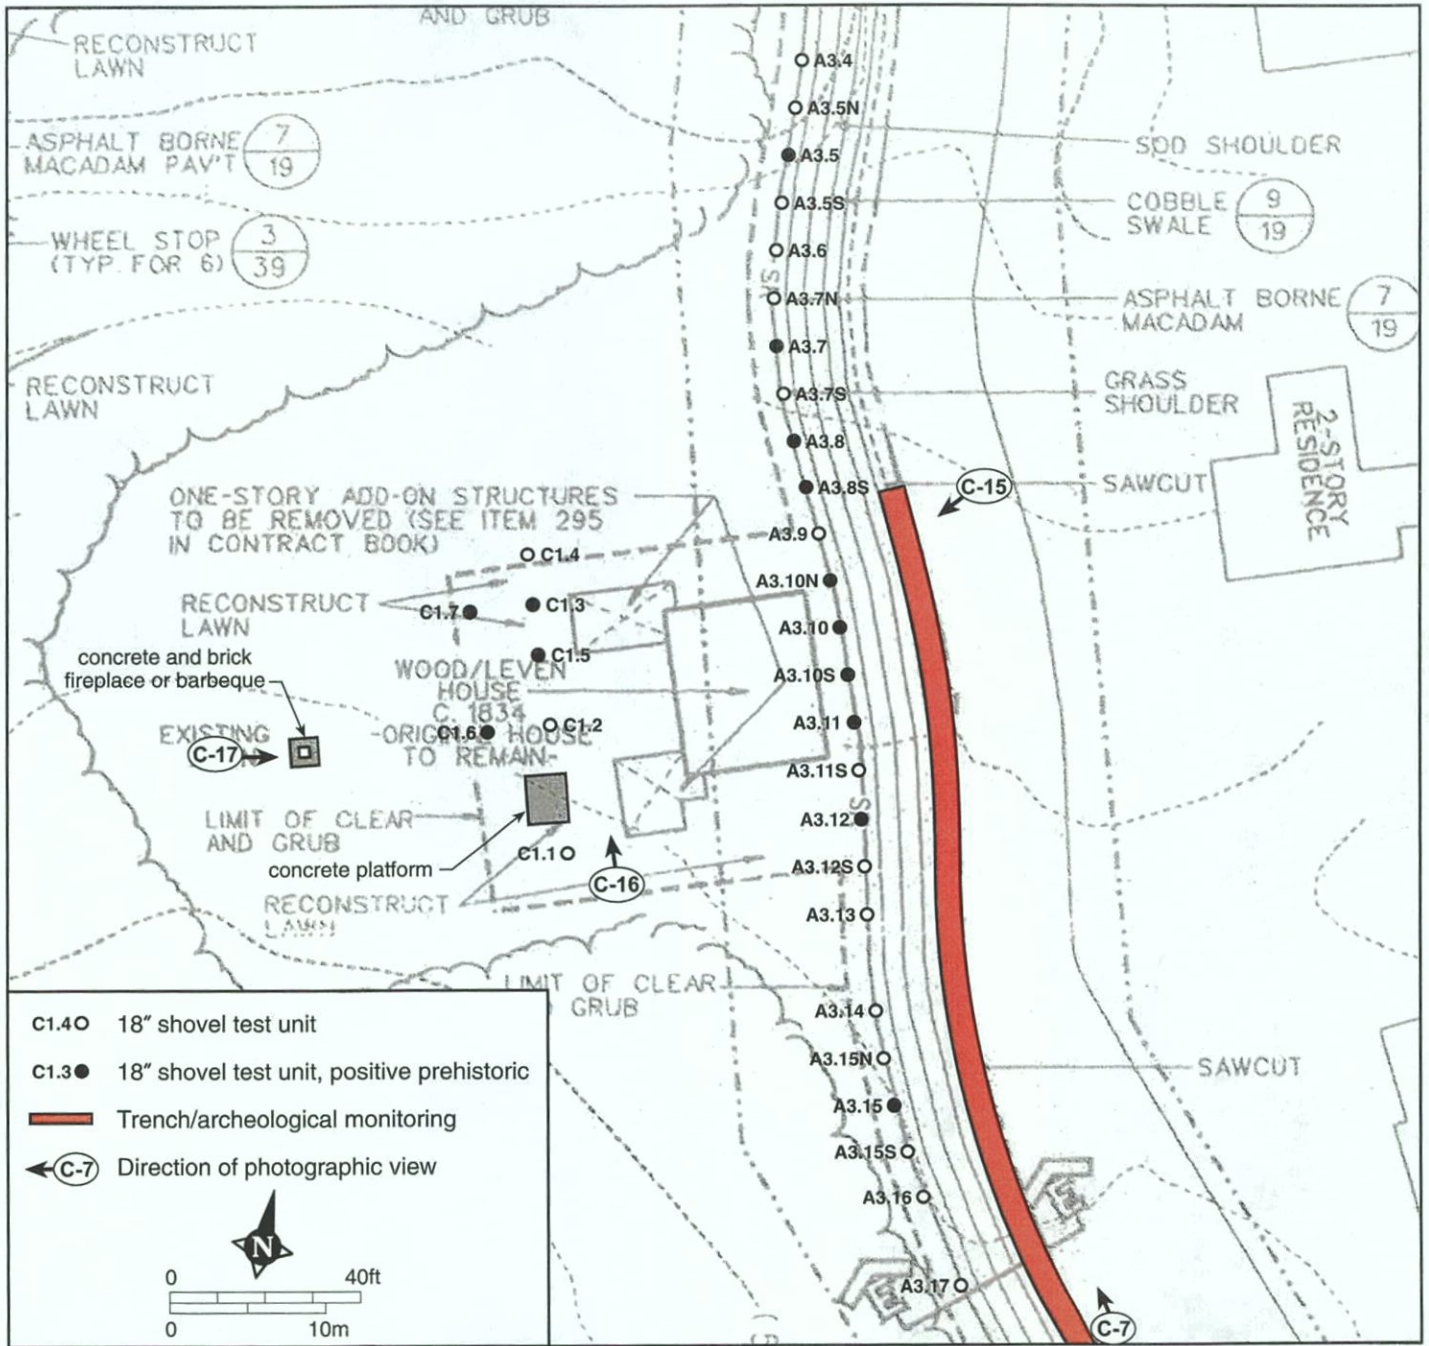 AND GRUB
RECONSTRUCT
LAWN
A3.4
A3.5N
ASPHALT BORNE
MACADAM PAV'T
7
19
A3.5
SOD SHOULDER
A3.5S
COBBLE
SWALE
9
19
WHEEL STOP
(TYP. FOR 6)
3
39
A3.6
A3.7N
ASPHALT BORNE
MACADAM
7
19
A3.7
RECONSTRUCT
LAWN
A3.7S
GRASS
SHOULDER
A3.8
2-STORY
RESIDENCE
A3.8S
C-15
SAWCUT
ONE-STORY ADD-ON STRUCTURES
TO BE REMOVED (SEE ITEM 295
IN CONTRACT BOOK)
A3.9
C1.4
A3.10N
RECONSTRUCT
LAWN
C1.7
C1.3
A3.10
concrete and brick
fireplace or barbeque
C1.5
WOOD/LEVEN
HOUSE
C. 1834
A3.10S
C1.6
C1.2
A3.11
EXISTING
ORIGINAL HOUSE
TO REMAIN
C-17
A3.11S
LIMIT OF CLEAR
AND GRUB
A3.12
concrete platform
C1.1
A3.12S
C-16
RECONSTRUCT
LAWN
A3.13
LIMIT OF CLEAR
GRUB
A3.14
A3.15N
SAWCUT
A3.15
A3.15S
A3.16
A3.17
C-7
C1.4 18″ shovel test unit
C1.3 18″ shovel test unit, positive prehistoric
Trench/archeological monitoring
C-7 Direction of photographic view
N
0 40ft
0 10m